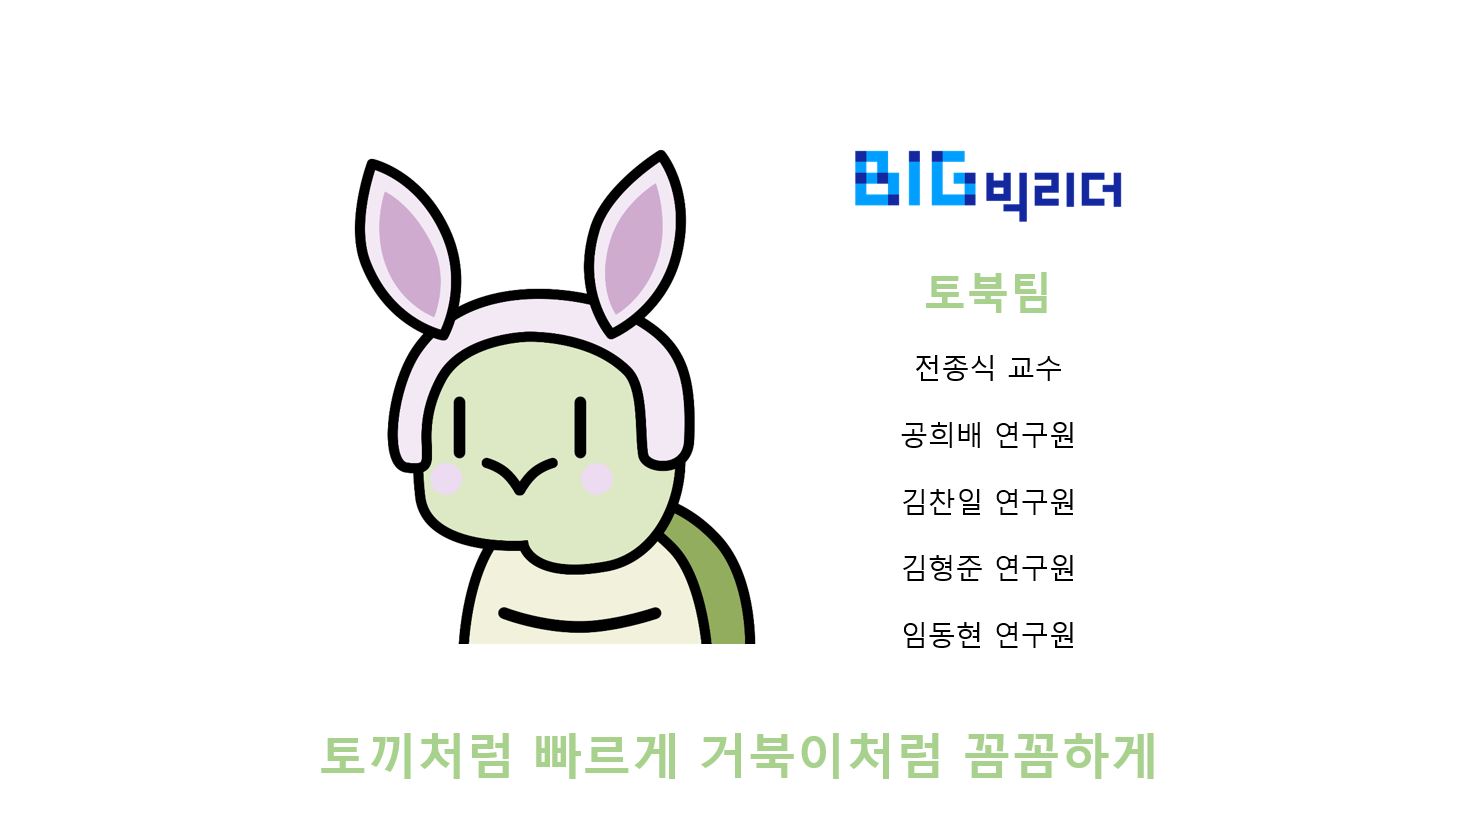 BIG 빅리더
토북팀
전종식 교수
공희배 연구원
김찬일 연구원
김형준 연구원
임동현 연구원
토끼처럼 빠르게 거북이처럼 꼼꼼하게